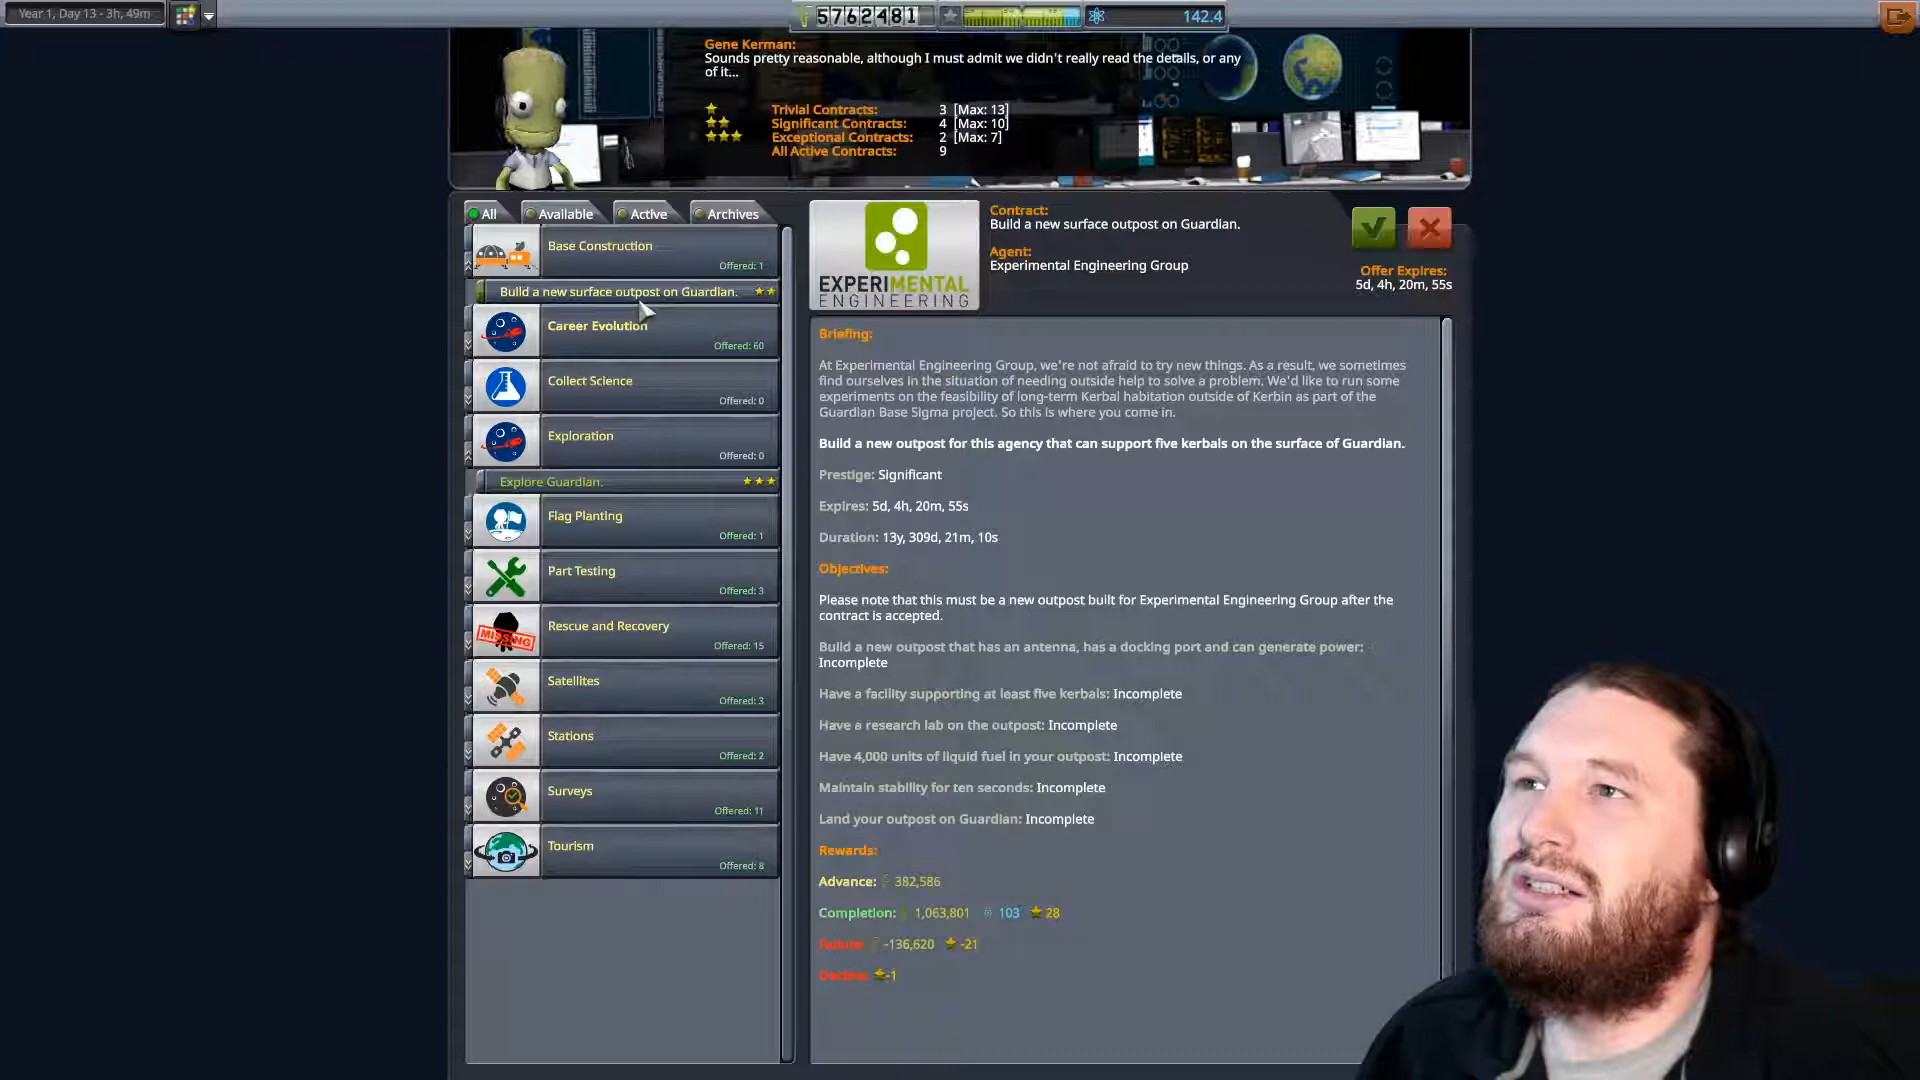 Year 1, Day 13 - 3h, 49m
5762481
142.4
Gene Kerman:
Sounds pretty reasonable, although I must admit we didn't really read the details, or any
of it...
Trivial Contracts: 3 [Max: 13]
Significant Contracts: 4 [Max: 10]
Exceptional Contracts: 2 [Max: 7]
All Active Contracts: 9
All
Available
Active
Archives
Base Construction
Offered: 1
Build a new surface outpost on Guardian.
Career Evolution
Offered: 60
Collect Science
Offered: 0
Exploration
Offered: 0
Explore Guardian.
Flag Planting
Offered: 1
Part Testing
Offered: 3
MISSING
Rescue and Recovery
Offered: 15
Satellites
Offered: 3
Stations
Offered: 2
Surveys
Offered: 11
Tourism
Offered: 8
EXPERIMENTAL
ENGINEERING
Contract:
Build a new surface outpost on Guardian.
Agent:
Experimental Engineering Group
Offer Expires:
5d, 4h, 20m, 55s
Briefing:
At Experimental Engineering Group, we're not afraid to try new things. As a result, we sometimes
find ourselves in the situation of needing outside help to solve a problem. We'd like to run some
experiments on the feasibility of long-term Kerbal habitation outside of Kerbin as part of the
Guardian Base Sigma project. So this is where you come in.
Build a new outpost for this agency that can support five kerbals on the surface of Guardian.
Prestige: Significant
Expires: 5d, 4h, 20m, 55s
Duration: 13y, 309d, 21m, 10s
Objectives:
Please note that this must be a new outpost built for Experimental Engineering Group after the
contract is accepted.
Build a new outpost that has an antenna, has a docking port and can generate power:
Incomplete
Have a facility supporting at least five kerbals: Incomplete
Have a research lab on the outpost: Incomplete
Have 4,000 units of liquid fuel in your outpost: Incomplete
Maintain stability for ten seconds: Incomplete
Land your outpost on Guardian: Incomplete
Rewards:
Advance: 382,586
Completion: 1,063,801 103 28
Failure: -136,620 -21
Decline: -1